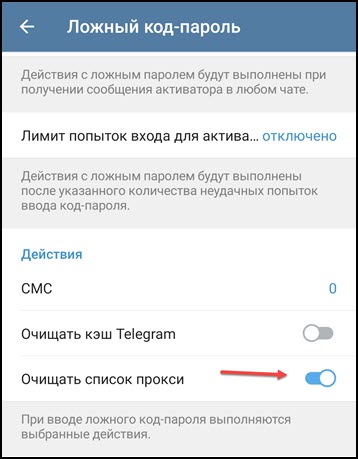 Ложный код-пароль
Действия с ложным паролем будут выполнены при
получении сообщения активатора в любом чате.
Лимит попыток входа для актива... отключено
Действия с ложным паролем будут выполнены
после указанного количества неудачных попыток
ввода код-пароля.
Действия
СМС 0
Очищать кэш Telegram
Очищать список прокси
При вводе ложного код-пароля выполняются
выбранные действия.